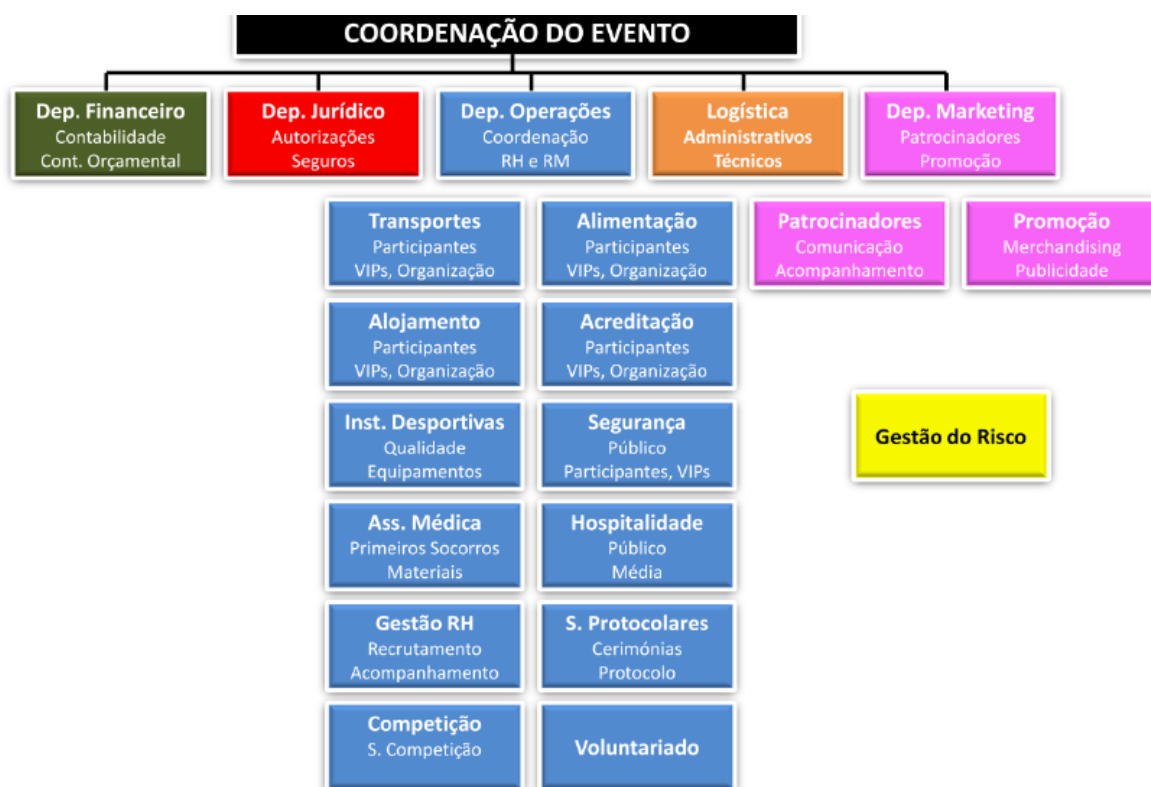 COORDENAÇÃO DO EVENTO
Dep. Financeiro
Contabilidade
Cont. Orçamental
Dep. Jurídico
Autorizações
Seguros
Dep. Operações
Coordenação
RH e RM
Logística
Administrativos
Técnicos
Dep. Marketing
Patrocinadores
Promoção
Transportes
Participantes
VIPs, Organização
Alimentação
Participantes
VIPs, Organização
Patrocinadores
Comunicação
Acompanhamento
Promoção
Merchandising
Publicidade
Alojamento
Participantes
VIPs, Organização
Acreditação
Participantes
VIPs, Organização
Inst. Desportivas
Qualidade
Equipamentos
Segurança
Público
Participantes, VIPs
Gestão do Risco
Ass. Médica
Primeiros Socorros
Materiais
Hospitalidade
Público
Média
Gestão RH
Recrutamento
Acompanhamento
S. Protocolares
Cerimónias
Protocolo
Competição
S. Competição
Voluntariado